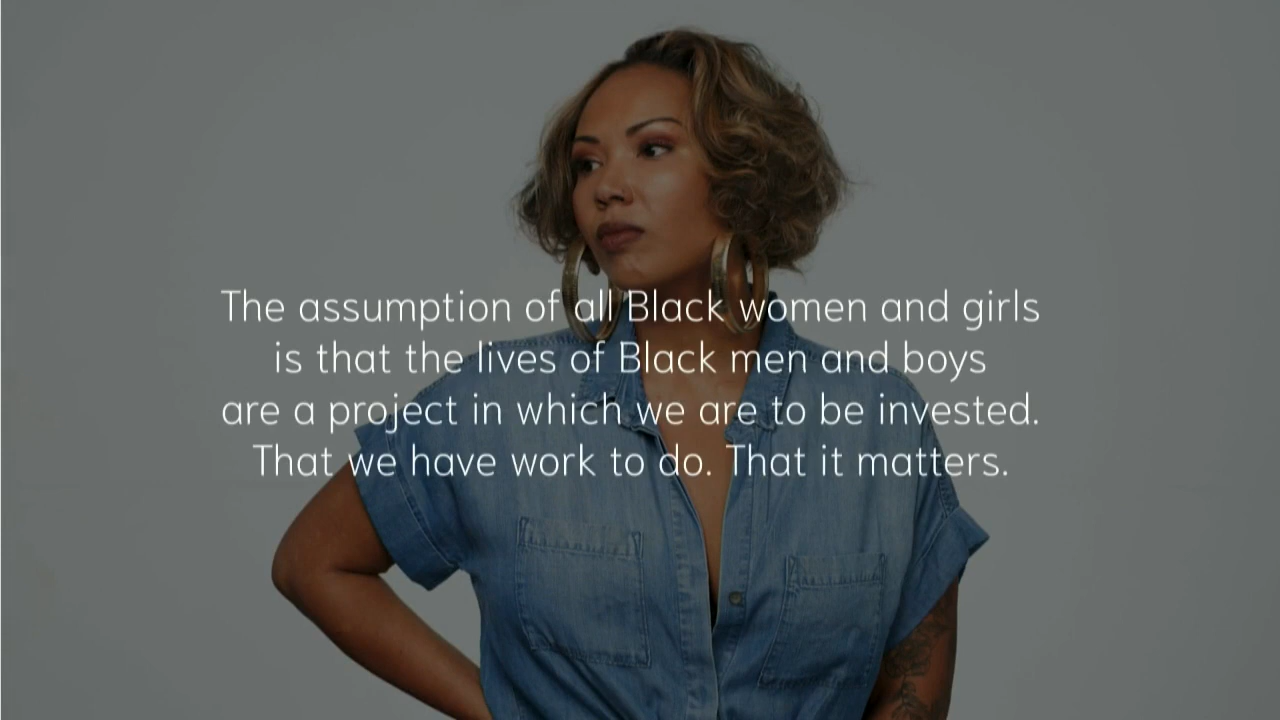 The assumption of all Black women and girls
is that the lives of Black men and boys
are a project in which we are to be invested.
That we have work to do. That it matters.